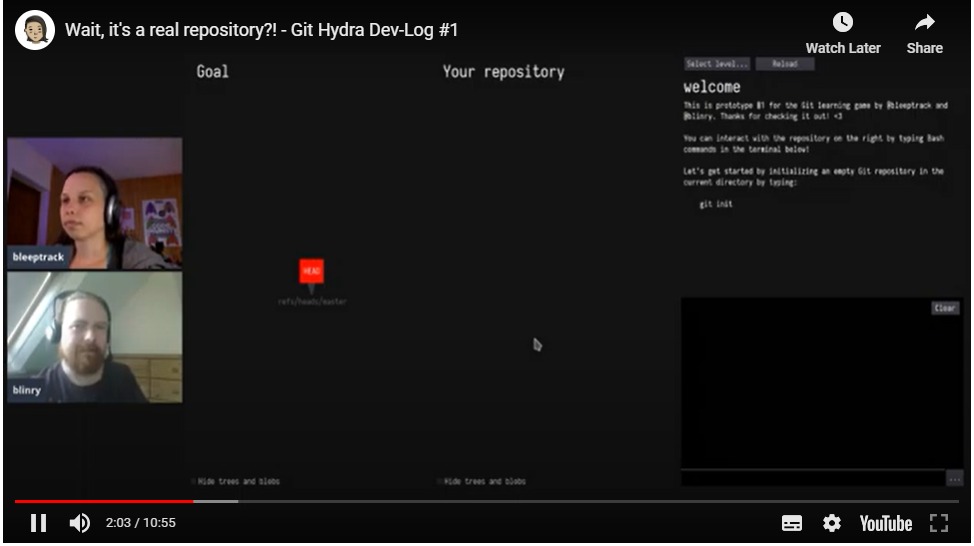 Wait, it's a real repository?! - Git Hydra Dev-Log #1
Watch Later
Share
Goal
Your repository
Select level...
Reload
welcome
This is prototype #1 for the Git learning game by @bleeptrack and
@blinry. Thanks for checking it out! <3
You can interact with the repository on the right by typing Bash
commands in the terminal below!
Let's get started by initializing an empty Git repository in the
current directory by typing:
git init
bleeptrack
HEAD
refs/heads/master
Clear
blinry
Hide trees and blobs
Hide trees and blobs
...
2:03 / 10:55
YouTube